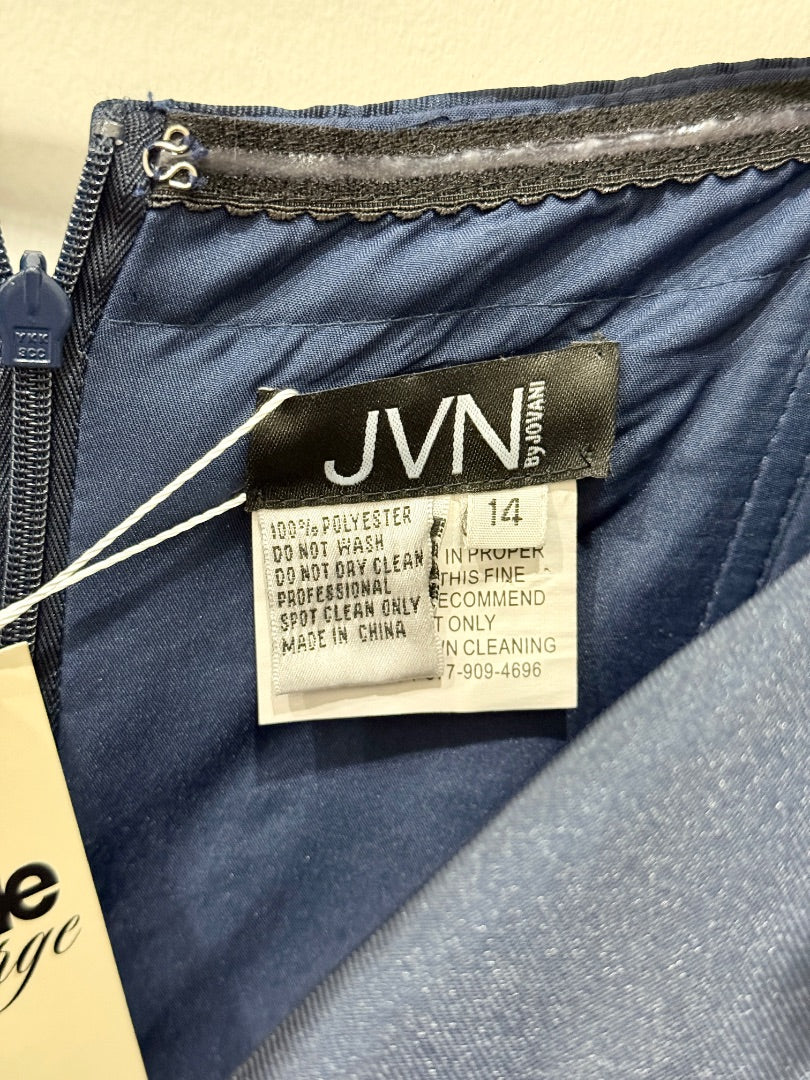 YKK
JVN
By JOVANI
14
100% POLYESTER
DO NOT WASH
DO NOT DRY CLEAN
PROFESSIONAL
SPOT CLEAN ONLY
MADE IN CHINA
IN PROPER
THIS FINE
ECOMMEND
T ONLY
N CLEANING
7-909-4696